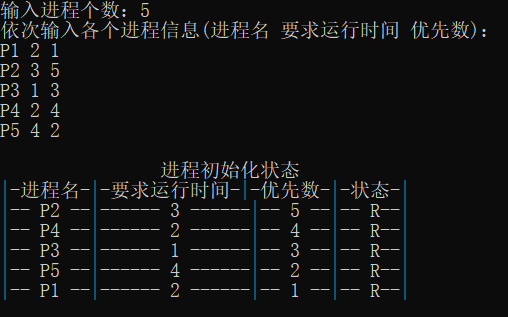 输入进程个数：5
依次输入各个进程信息(进程名 要求运行时间 优先数)：
P1 2 1
P2 3 5
P3 1 3
P4 2 4
P5 4 2
进程初始化状态
|-进程名-|-要求运行时间-|-优先数-|-状态-|
|-- P2 --|------ 3 ------|-- 5 --|-- R--|
|-- P4 --|------ 2 ------|-- 4 --|-- R--|
|-- P3 --|------ 1 ------|-- 3 --|-- R--|
|-- P5 --|------ 4 ------|-- 2 --|-- R--|
|-- P1 --|------ 2 ------|-- 1 --|-- R--|